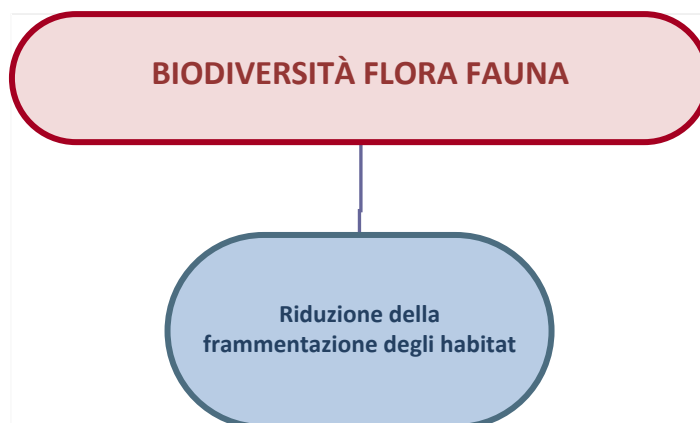 BIODIVERSITÀ FLORA FAUNA
Riduzione della
frammentazione degli habitat